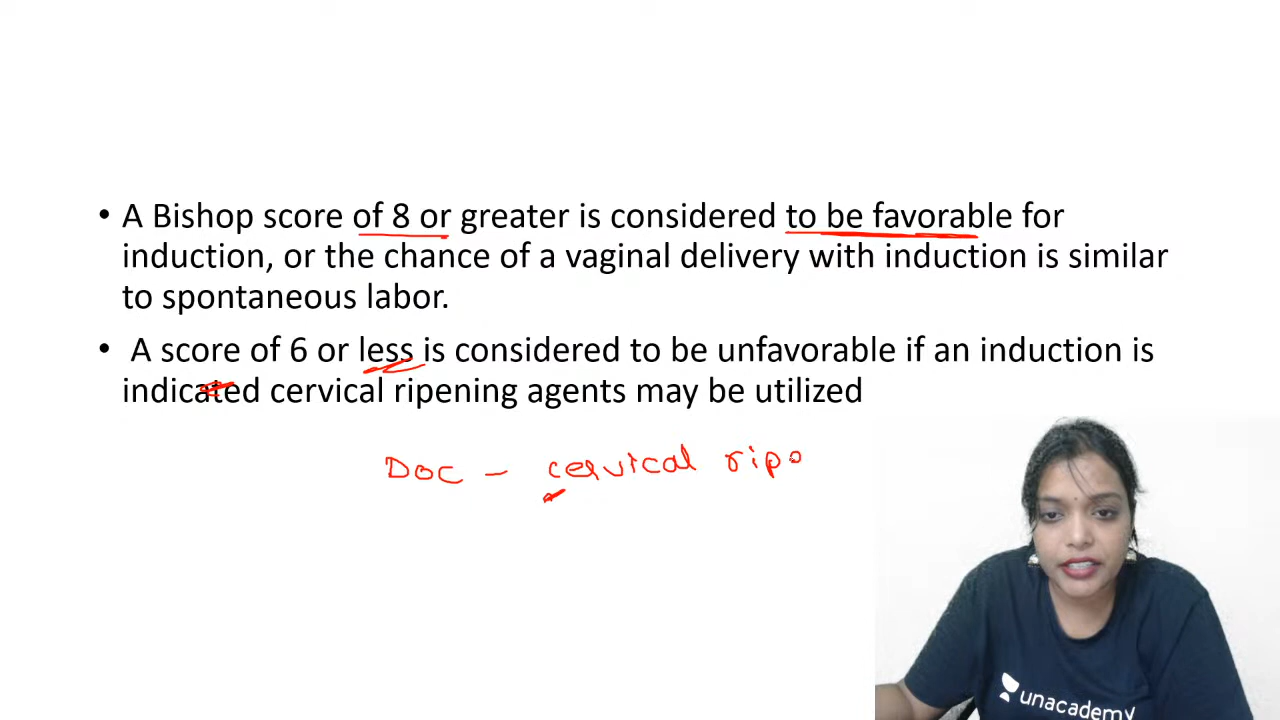 • A Bishop score of 8 or greater is considered to be favorable for
induction, or the chance of a vaginal delivery with induction is similar
to spontaneous labor.
• A score of 6 or less is considered to be unfavorable if an induction is
indicated cervical ripening agents may be utilized
DOC - cervical ripe
unacademy